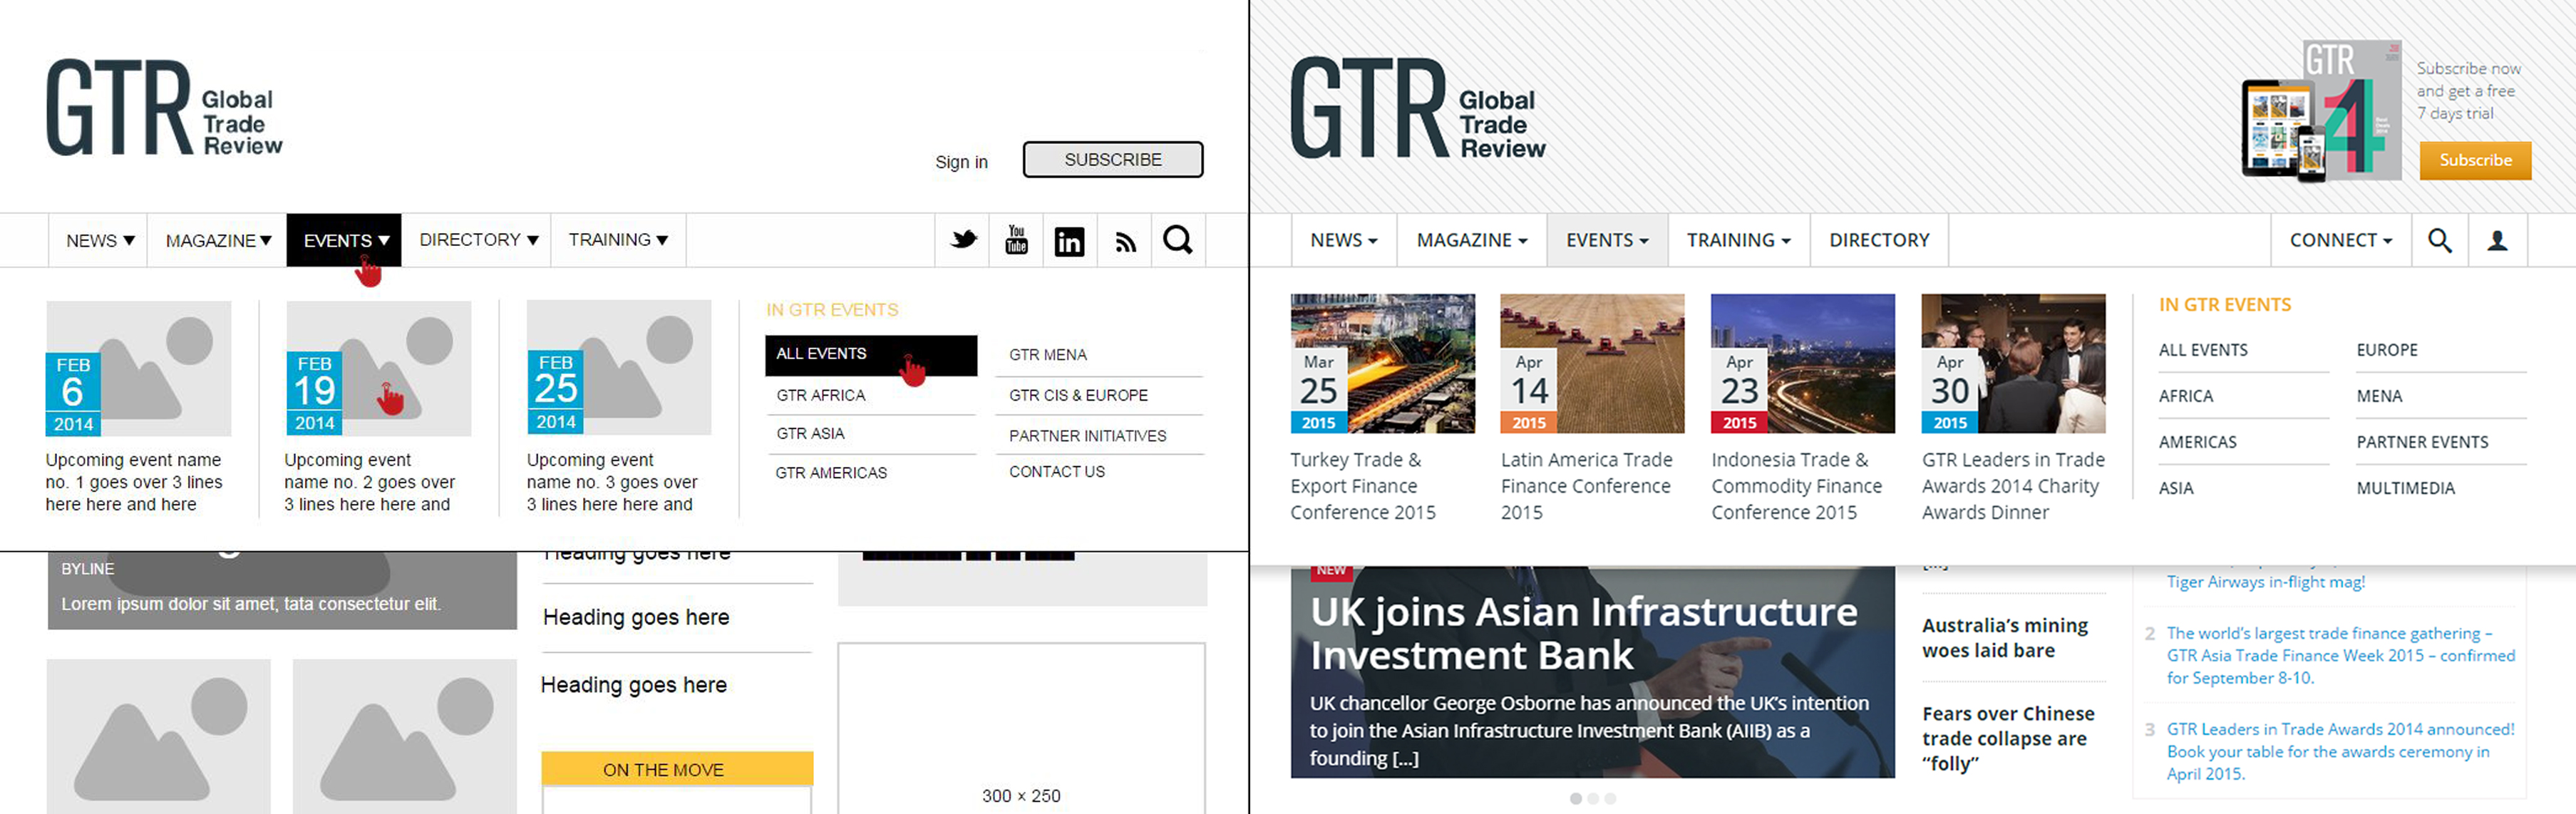 GTR Global
Trade
Review
Sign in
SUBSCRIBE
NEWS
MAGAZINE
EVENTS
DIRECTORY
TRAINING
You
Tube
in
FEB
6
2014
Upcoming event name
no. 1 goes over 3 lines
here here and here
FEB
19
2014
Upcoming event
name no. 2 goes over
3 lines here here and
FEB
25
2014
Upcoming event
name no. 3 goes over
3 lines here here and
IN GTR EVENTS
ALL EVENTS
GTR AFRICA
GTR ASIA
GTR AMERICAS
GTR MENA
GTR CIS & EUROPE
PARTNER INITIATIVES
CONTACT US
BYLINE
Lorem ipsum dolor sit amet, tata consectetur elit.
Heading goes here
Heading goes here
Heading goes here
ON THE MOVE
300 × 250
GTR Global
Trade
Review
GTR
4
Subscribe now
and get a free
7 days trial
Subscribe
NEWS
MAGAZINE
EVENTS
TRAINING
DIRECTORY
CONNECT
Mar
25
2015
Turkey Trade &
Export Finance
Conference 2015
Apr
14
2015
Latin America Trade
Finance Conference
2015
Apr
23
2015
Indonesia Trade &
Commodity Finance
Conference 2015
Apr
30
2015
GTR Leaders in Trade
Awards 2014 Charity
Awards Dinner
IN GTR EVENTS
ALL EVENTS
AFRICA
AMERICAS
ASIA
EUROPE
MENA
PARTNER EVENTS
MULTIMEDIA
NEW
UK joins Asian Infrastructure
Investment Bank
UK chancellor George Osborne has announced the UK's intention
to join the Asian Infrastructure Investment Bank (AIIB) as a
founding [...]
[...]
Australia's mining
woes laid bare
Fears over Chinese
trade collapse are
“folly”
Tiger Airways in-flight mag!
2 The world's largest trade finance gathering –
GTR Asia Trade Finance Week 2015 – confirmed
for September 8-10.
3 GTR Leaders in Trade Awards 2014 announced!
Book your table for the awards ceremony in
April 2015.